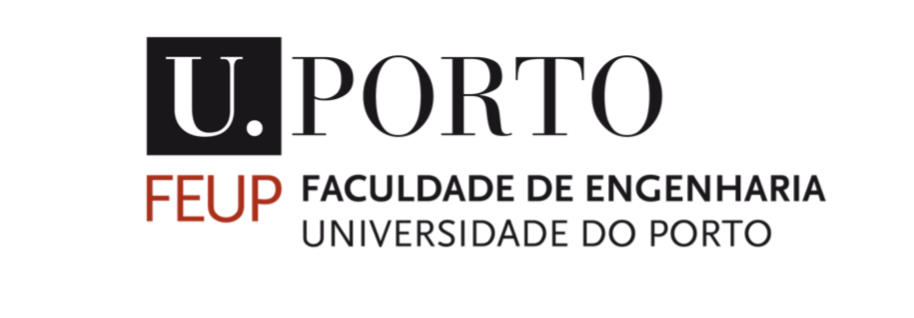 U. PORTO
FEUP FACULDADE DE ENGENHARIA
UNIVERSIDADE DO PORTO